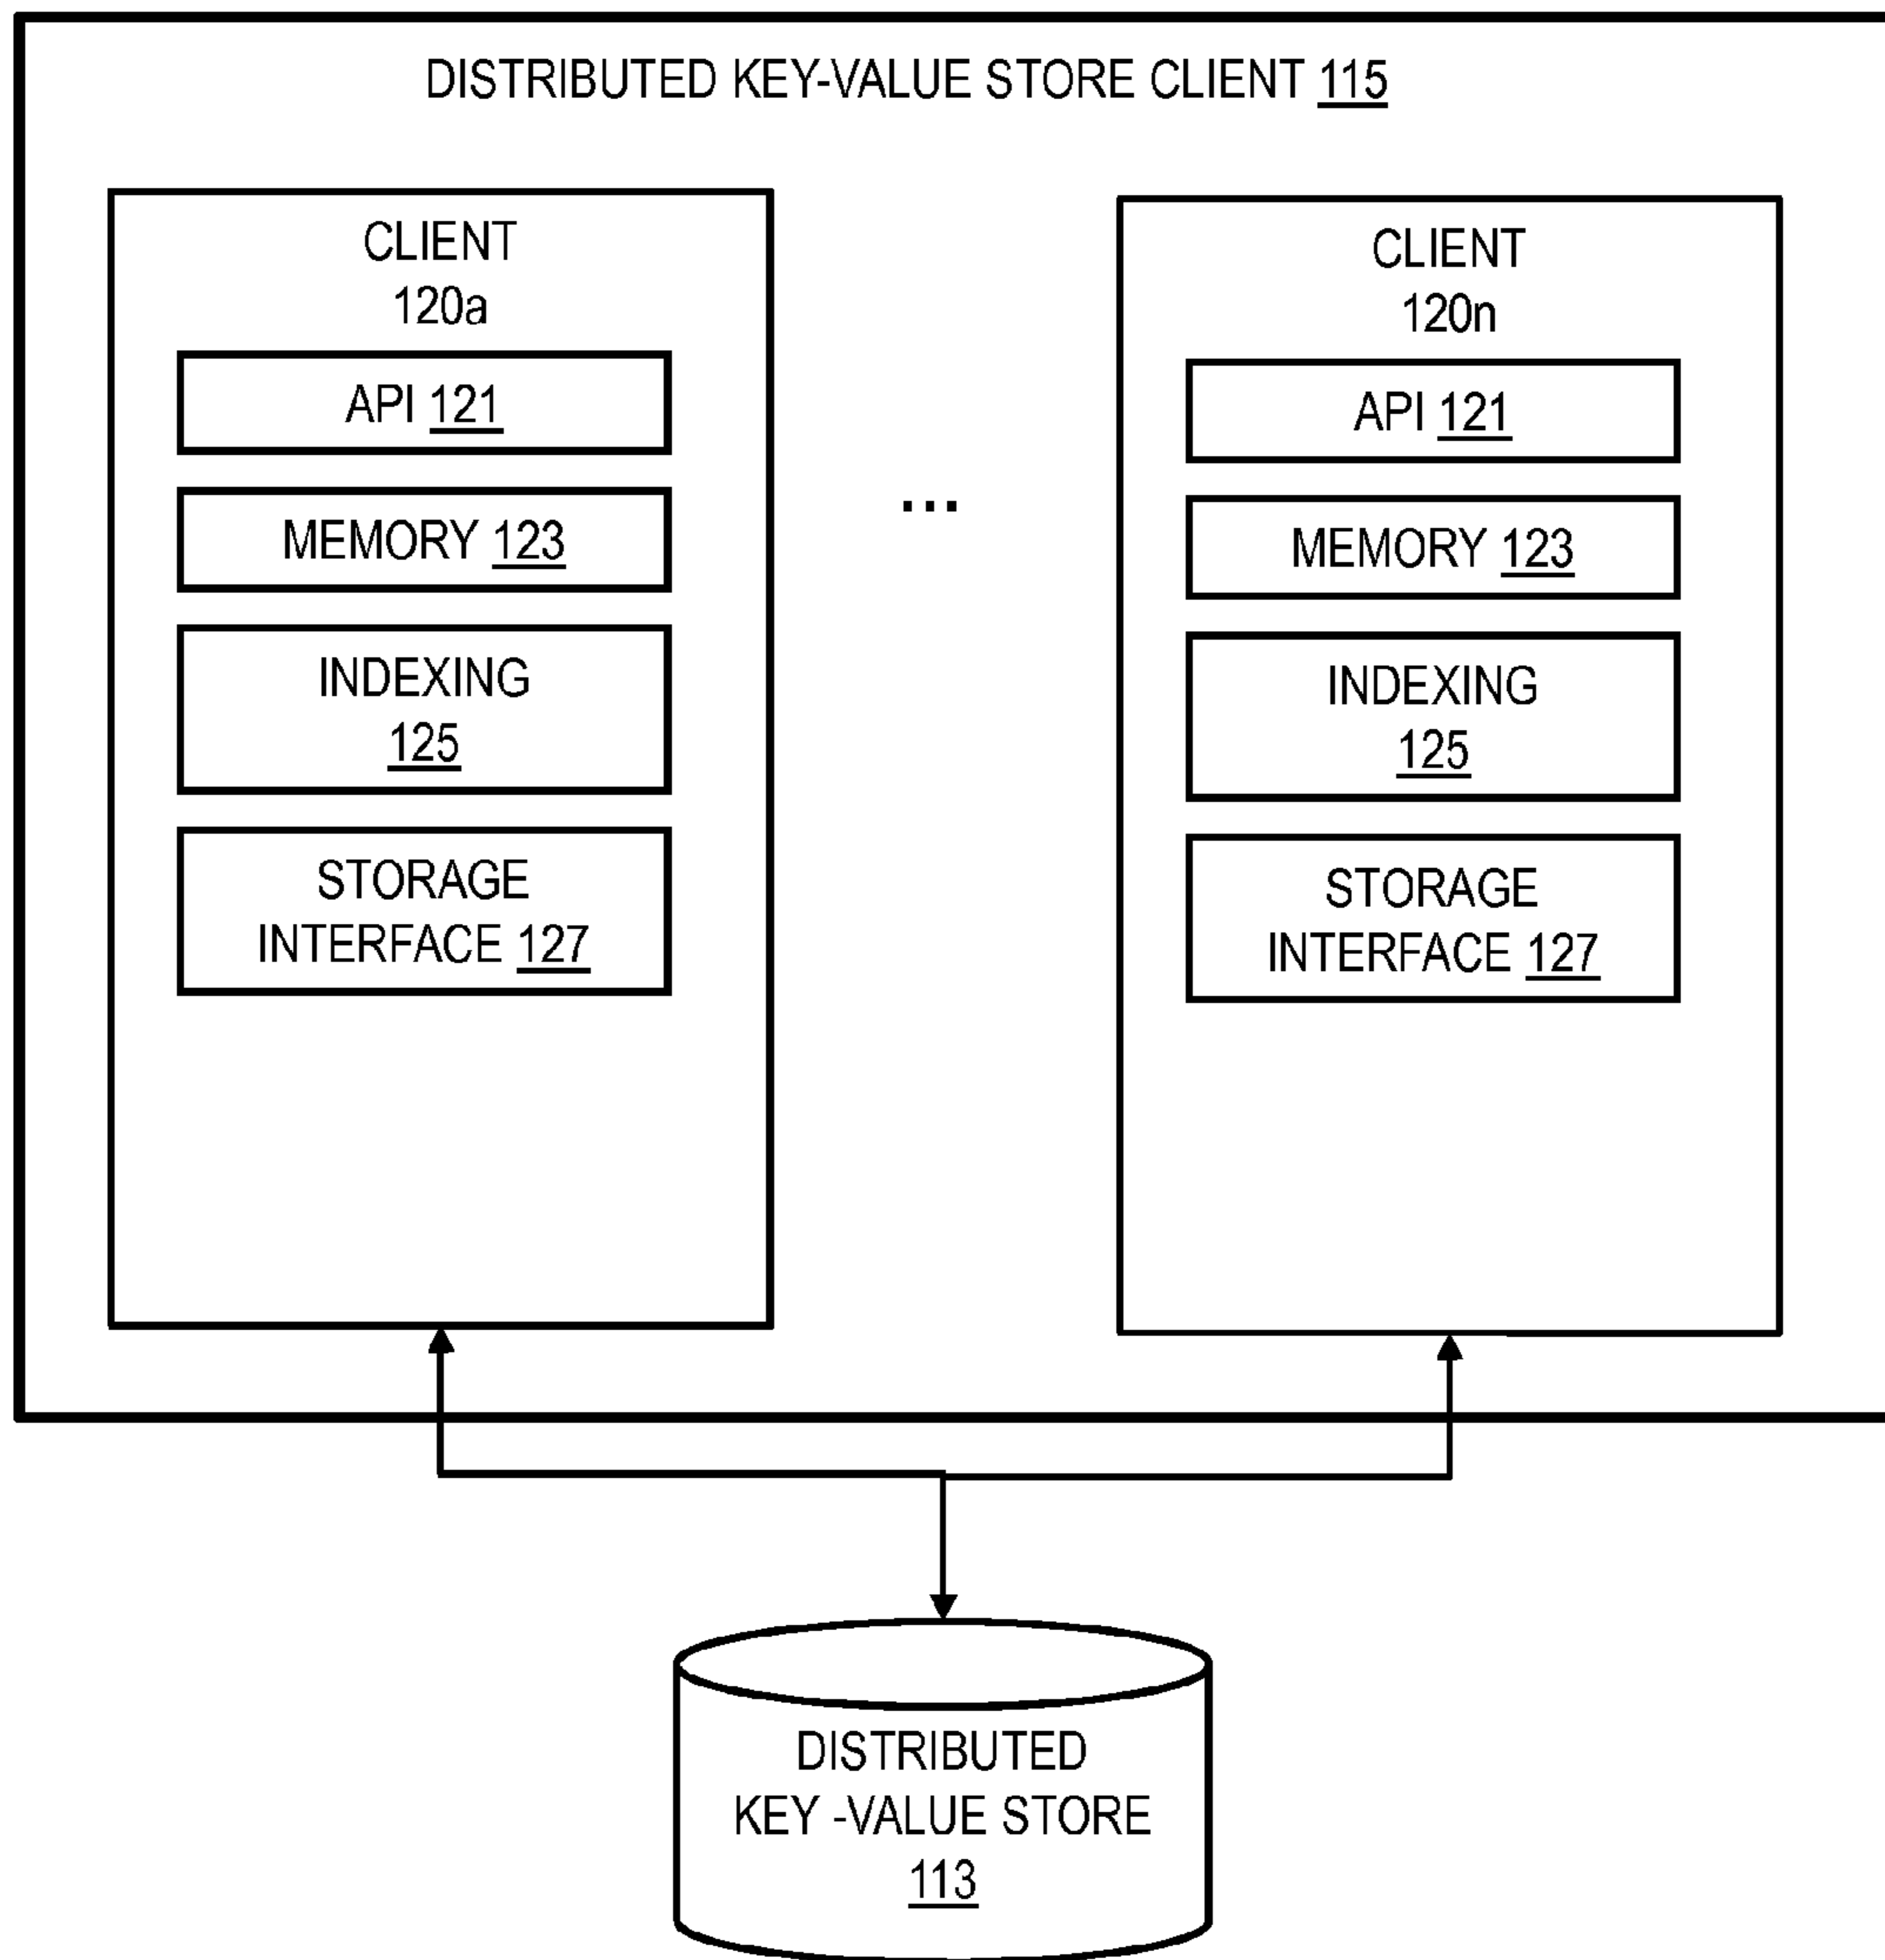 DISTRIBUTED KEY-VALUE STORE CLIENT 115
CLIENT
120a
API 121
MEMORY 123
INDEXING
125
STORAGE
INTERFACE 127
...
CLIENT
120n
API 121
MEMORY 123
INDEXING
125
STORAGE
INTERFACE 127
DISTRIBUTED
KEY -VALUE STORE
113